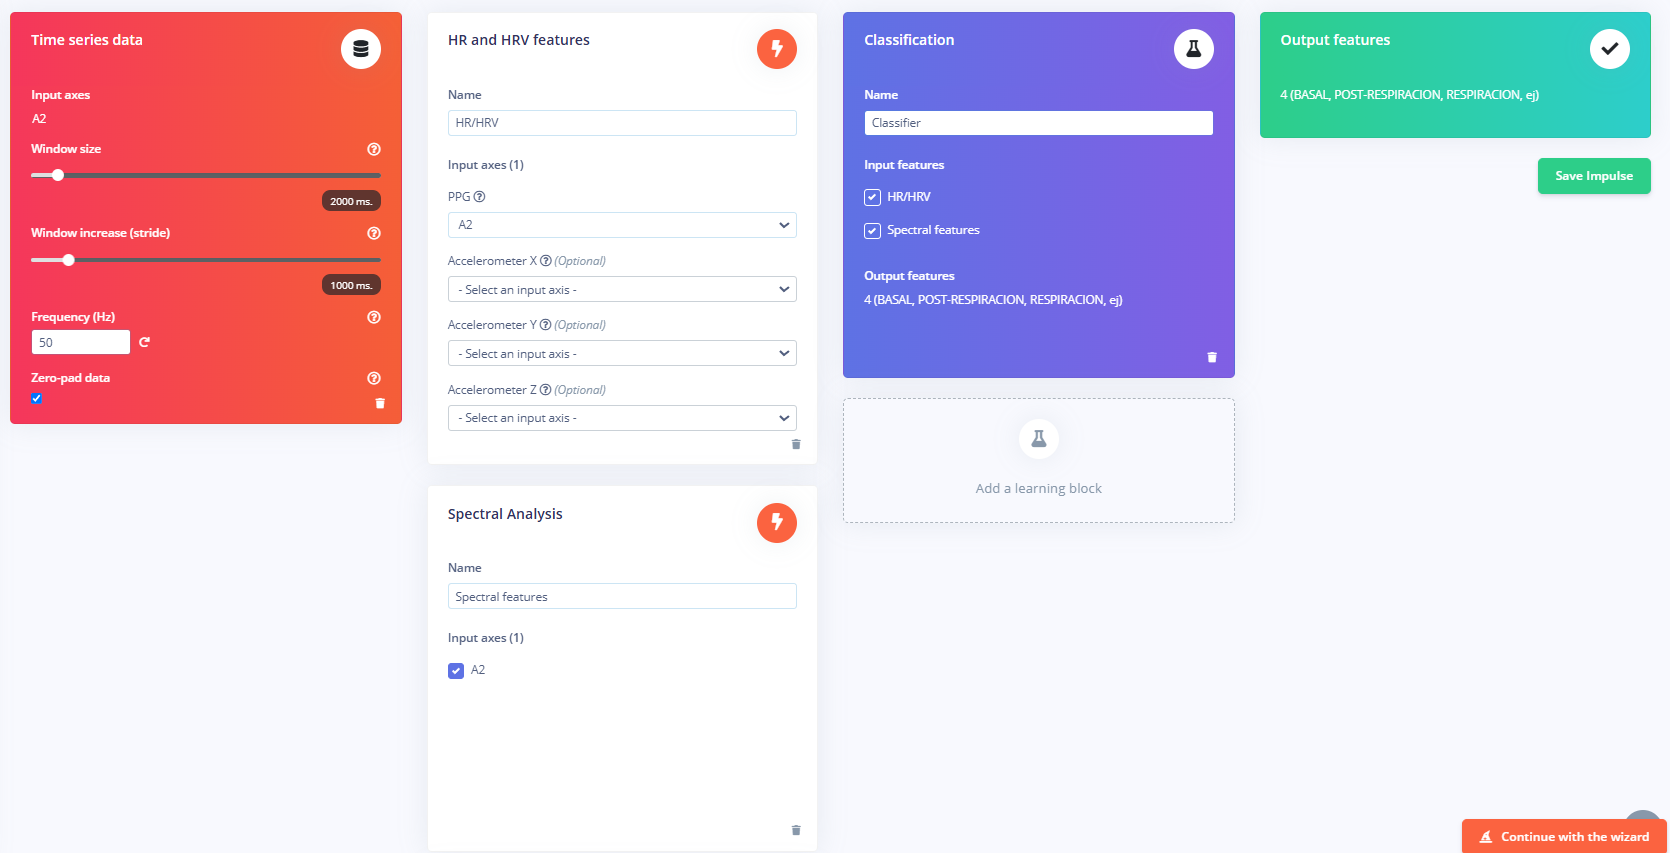 Time series data
Input axes
A2
Window size
2000 ms.
Window increase (stride)
1000 ms.
Frequency (Hz)
50
Zero-pad data
HR and HRV features
Name
HR/HRV
Input axes (1)
PPG
A2
Accelerometer X (Optional)
- Select an input axis -
Accelerometer Y (Optional)
- Select an input axis -
Accelerometer Z (Optional)
- Select an input axis -
Spectral Analysis
Name
Spectral features
Input axes (1)
A2
Classification
Name
Classifier
Input features
HR/HRV
Spectral features
Output features
4 (BASAL, POST-RESPIRACION, RESPIRACION, ej)
Add a learning block
Output features
4 (BASAL, POST-RESPIRACION, RESPIRACION, ej)
Save Impulse
Continue with the wizard